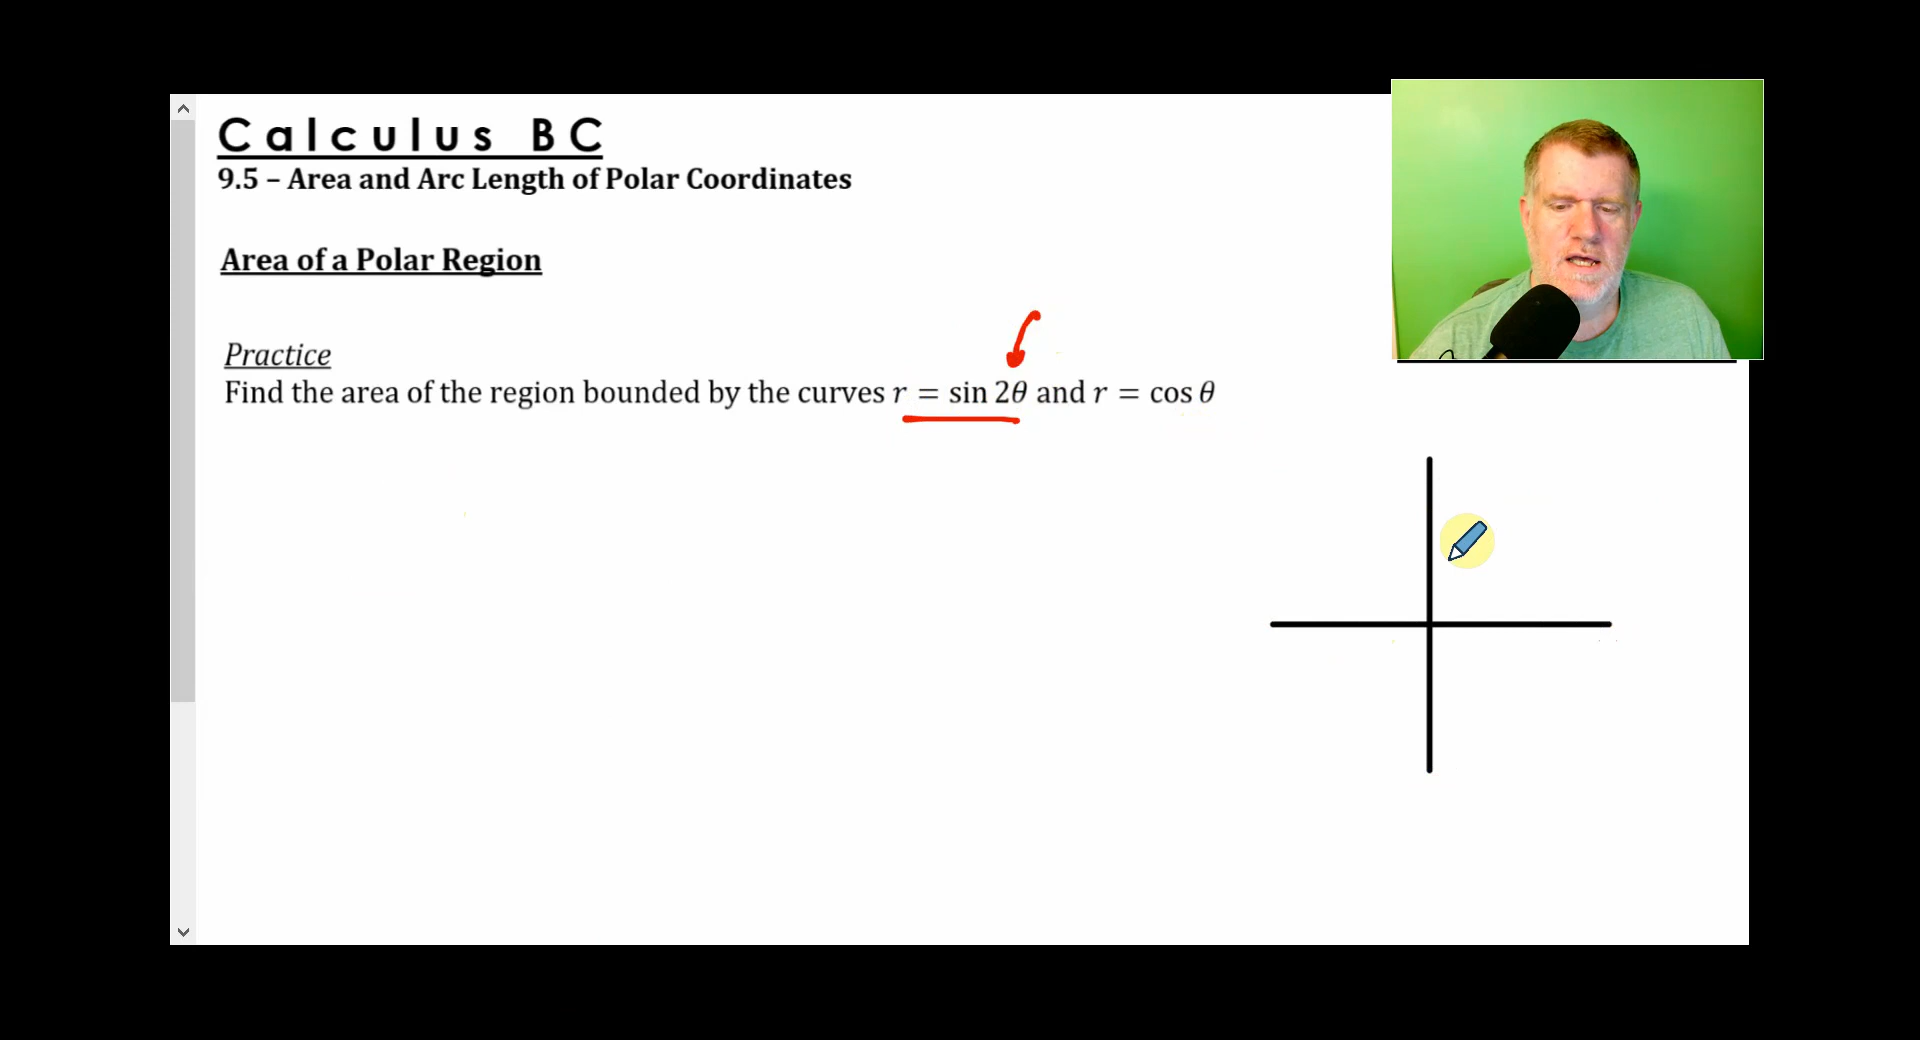 Calculus BC
9.5 – Area and Arc Length of Polar Coordinates
Area of a Polar Region
Practice
Find the area of the region bounded by the curves r = sin 2θ and r = cos θ